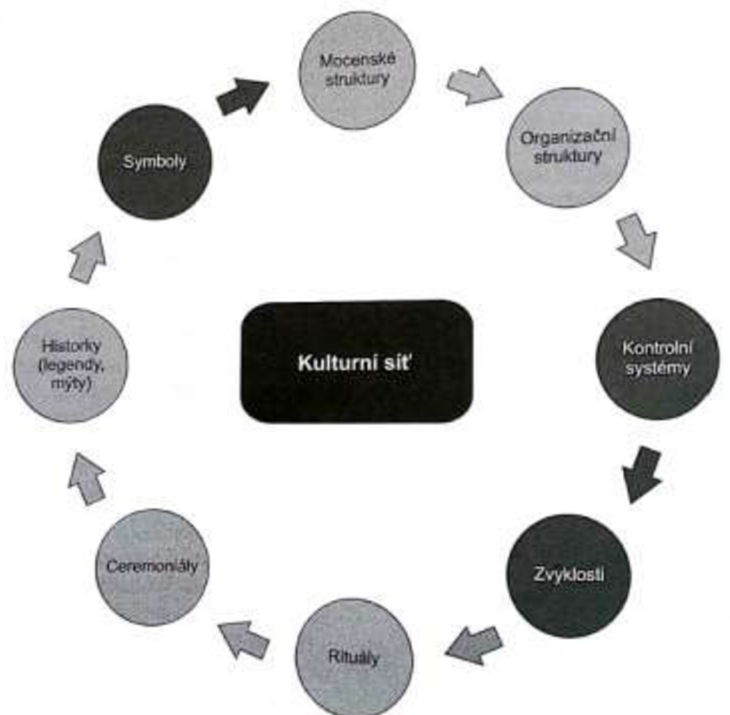 Mocenské
struktury
Organizační
struktury
Symboly
Kontrolní
systémy
Historky
(legendy,
mýty)
Kulturní síť
Zvyklosti
Ceremoniály
Rituály